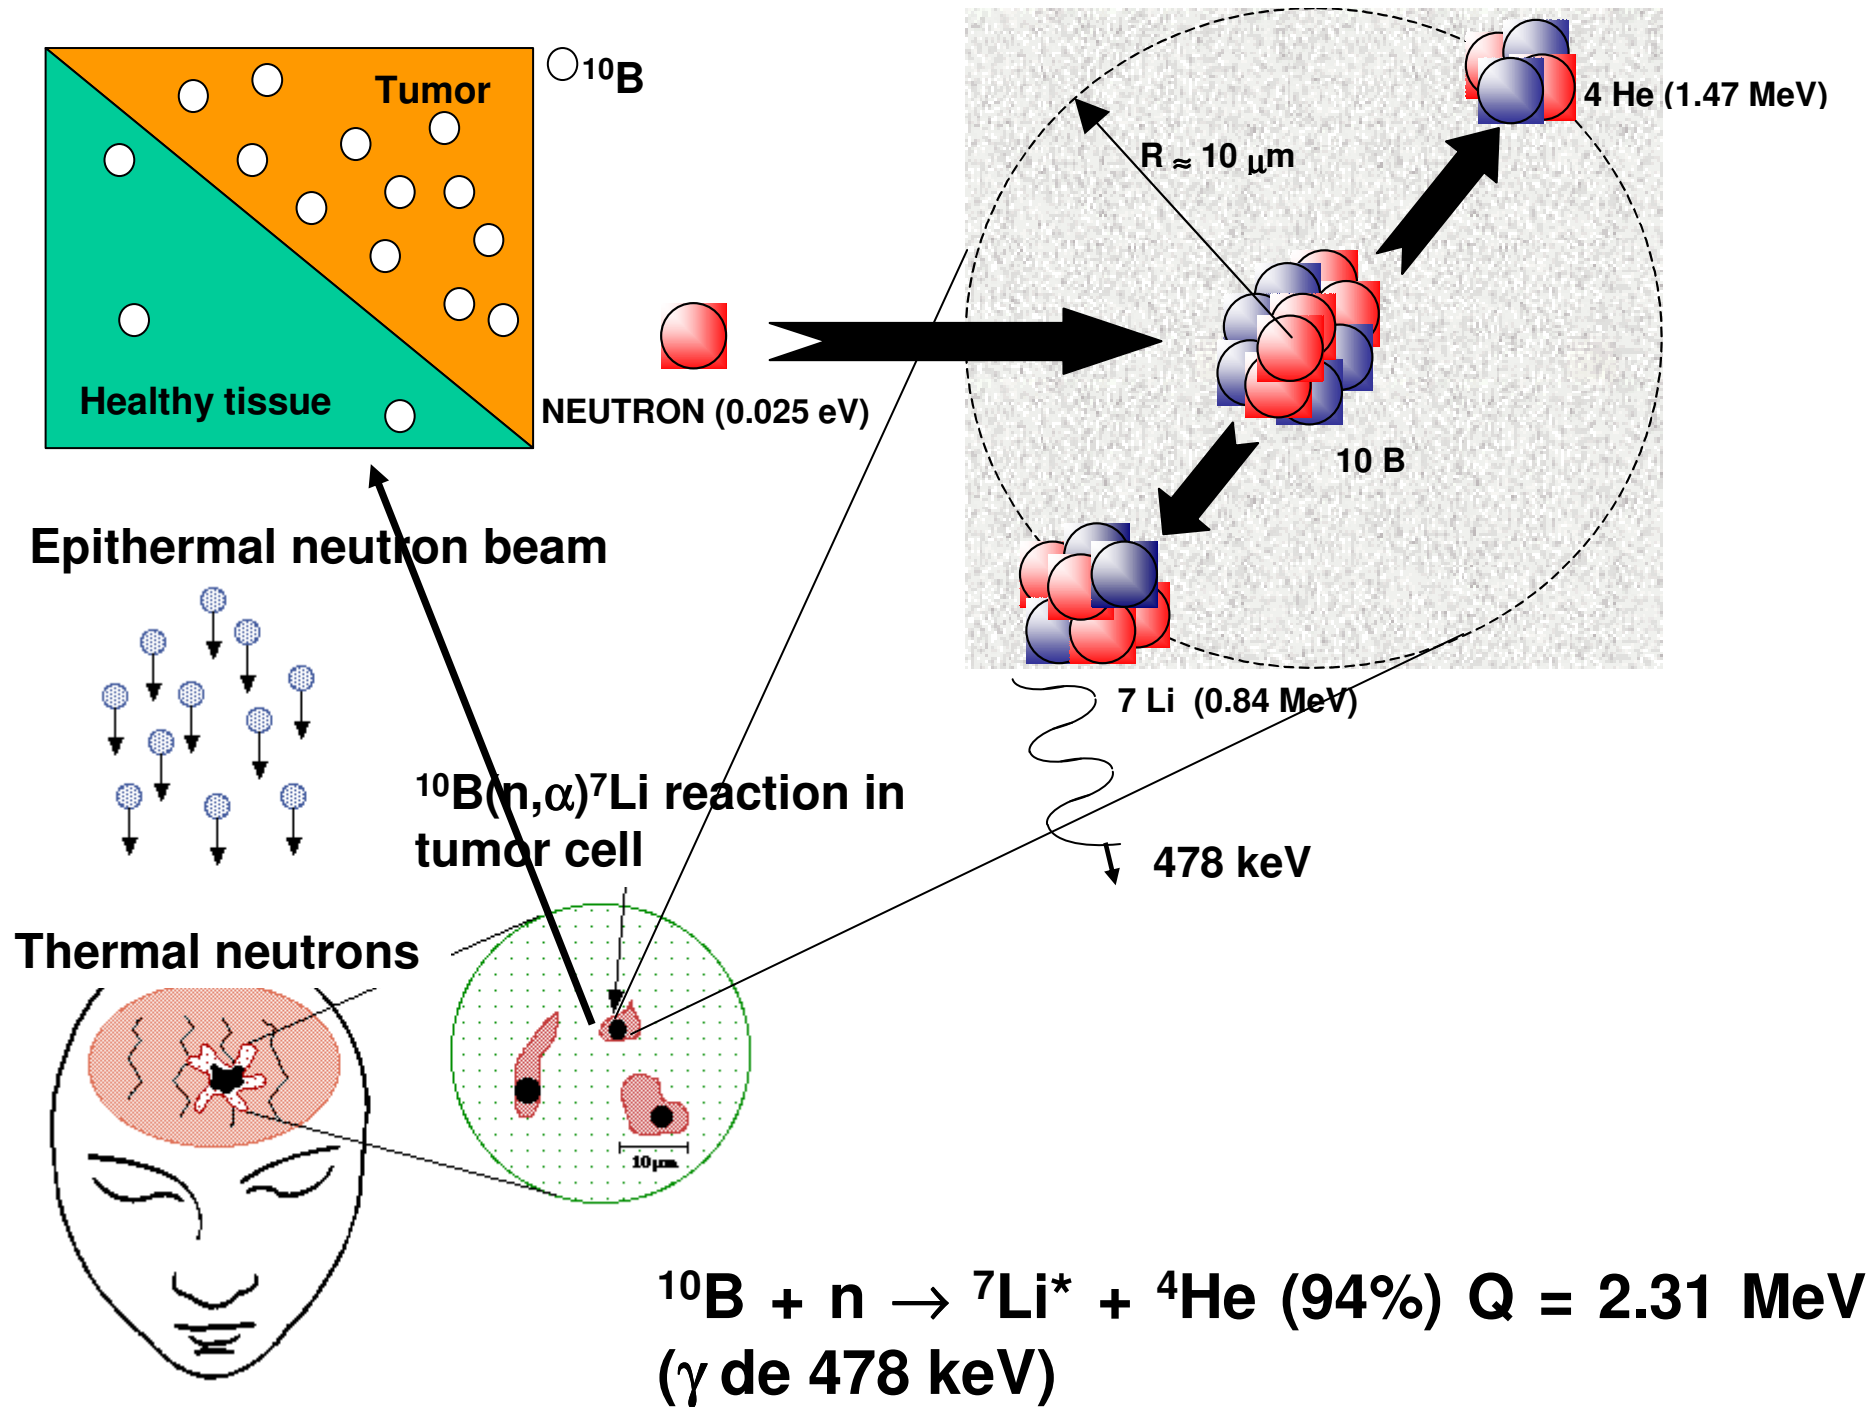 Tumor
¹⁰B
Healthy tissue
NEUTRON (0.025 eV)
R ≈ 10 μm
4 He (1.47 MeV)
10 B
7 Li (0.84 MeV)
478 keV
Epithermal neutron beam
¹⁰B(n,α)⁷Li reaction in
tumor cell
Thermal neutrons
10 μm
¹⁰B + n → ⁷Li* + ⁴He (94%) Q = 2.31 MeV
(γ de 478 keV)